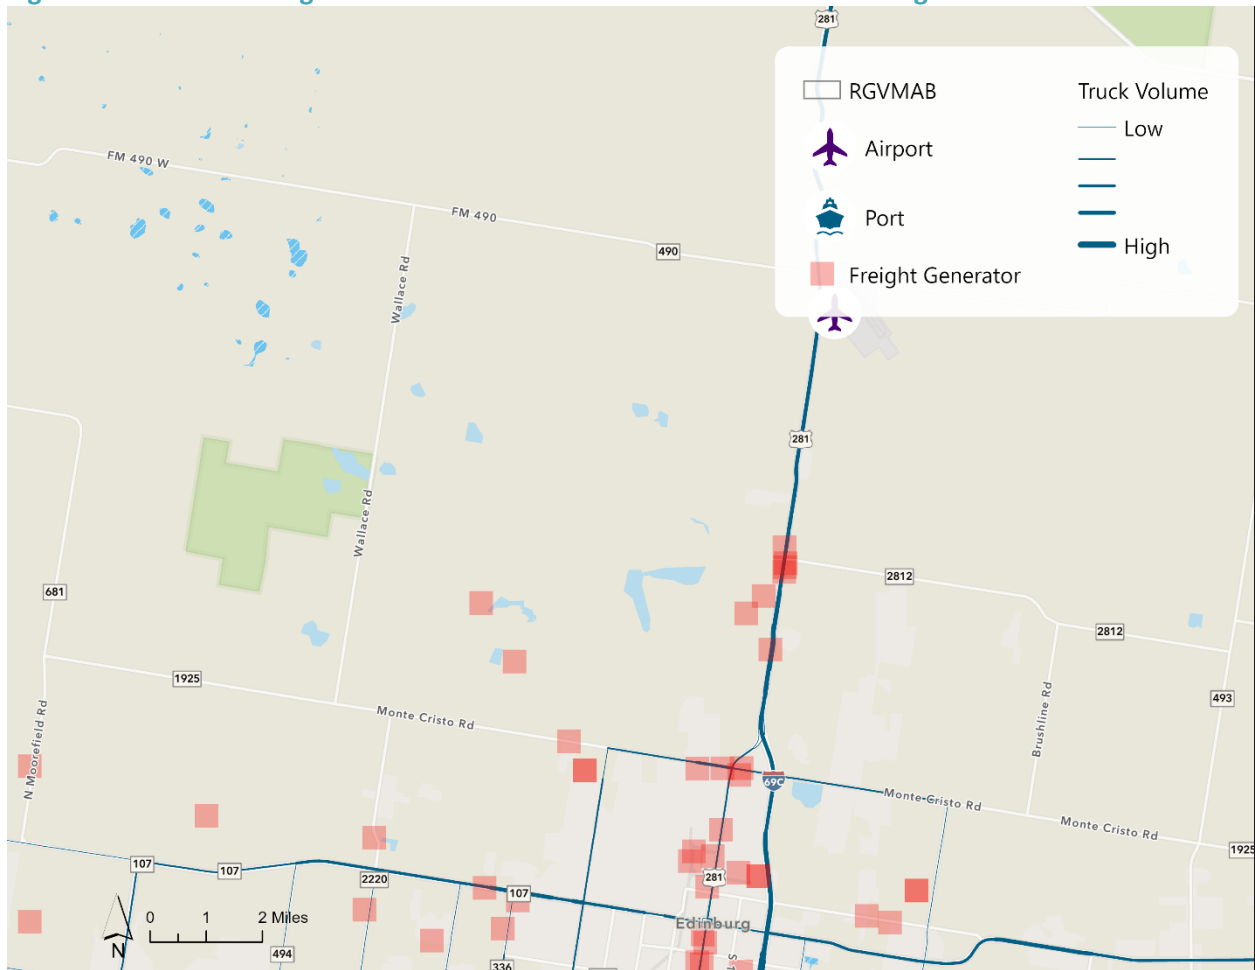 281
RGVMAB
Truck Volume
Low
Airport
Port
High
Freight Generator
FM 490 W
FM 490
490
Wallace Rd
281
Wallace Rd
2812
681
2812
1925
493
Monte Cristo Rd
Brushline Rd
N Moorefield Rd
69C
Monte Cristo Rd
Monte Cristo Rd
1925
107
107
2220
281
107
0 1 2 Miles
Edinburg
N
494
336